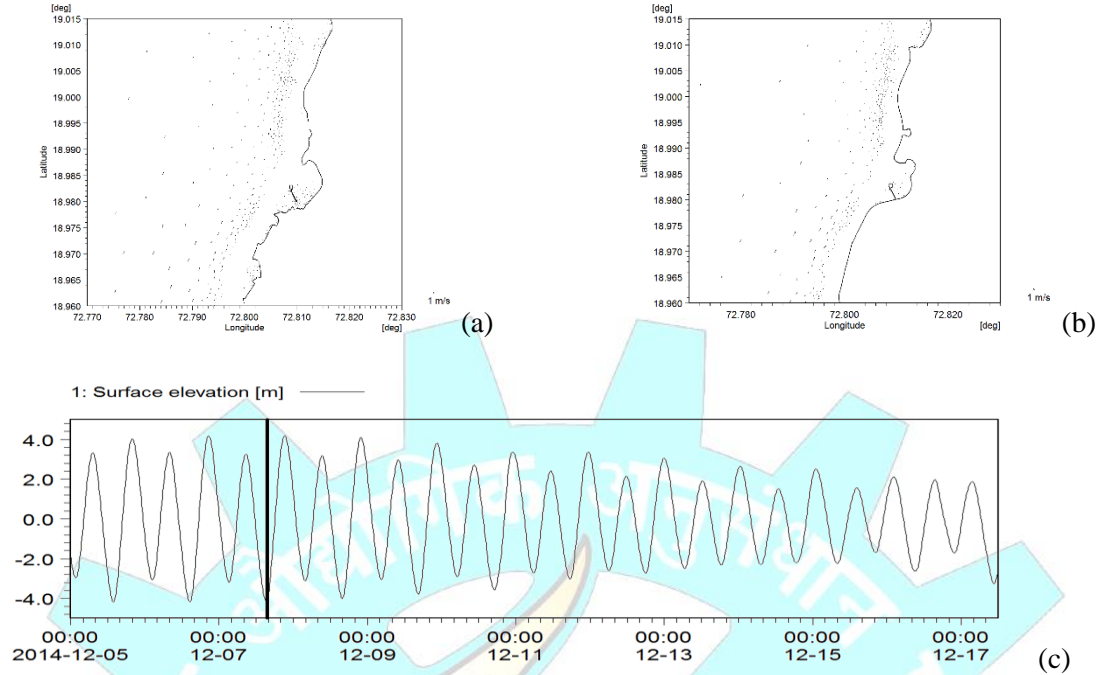 [deg]
19.015
19.010
19.005
19.000
18.995
18.990
18.985
18.980
18.975
18.970
18.965
18.960
Latitude
72.770 72.780 72.790 72.800 72.810 72.820 72.830
Longitude
[deg]
1 m/s
(a)
[deg]
19.015
19.010
19.005
19.000
18.995
18.990
18.985
18.980
18.975
18.970
18.965
18.960
Latitude
72.780 72.800 72.820
Longitude
[deg]
1 m/s
(b)
1: Surface elevation [m]
4.0
2.0
0.0
-2.0
-4.0
00:00 00:00 00:00 00:00 00:00 00:00 00:00
2014-12-05 12-07 12-09 12-11 12-13 12-15 12-17
(c)
औद्योगिक अनुसंधान